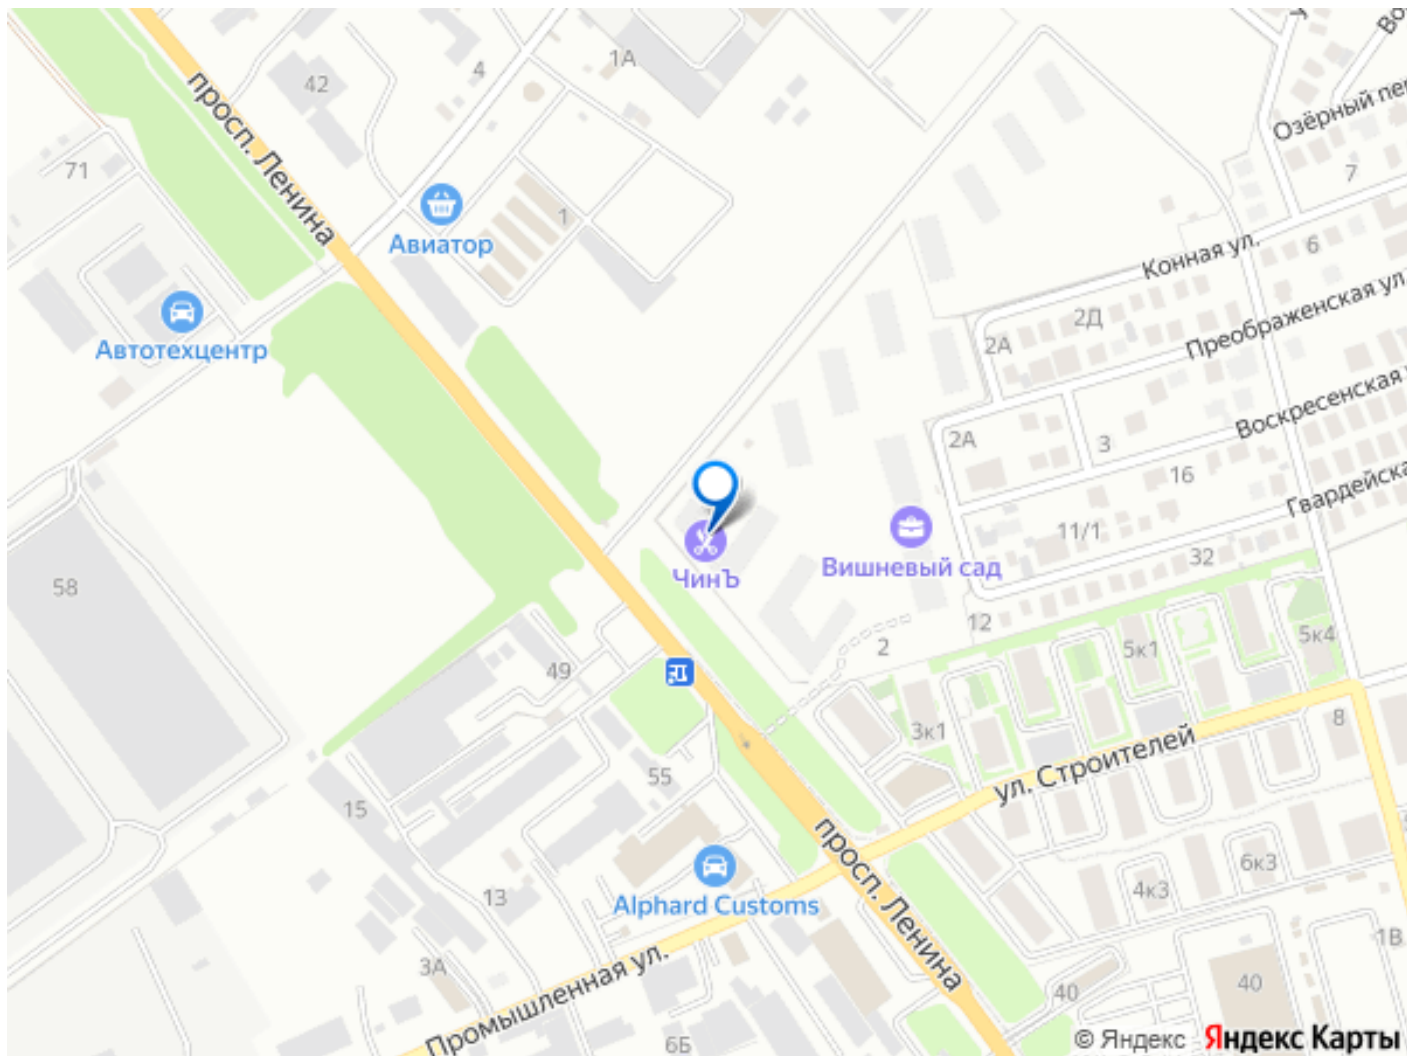 Озёрный пер
42
4
1А
просп. Ленина
71
Авиатор
1
7
Конная ул.
6
Автотехцентр
2Д
2А
Преображенская ул.
2А
3
Воскресенская
16
Гвардейска
11/1
58
ЧинЪ
Вишневый сад
32
12
2
49
5к1
5к4
3к1
8
ул. Строителей
55
15
просп. Ленина
13
Alphard Customs
6к3
4к3
3А
Промышленная ул.
1В
40
40
6Б
© Яндекс Яндекс Карты